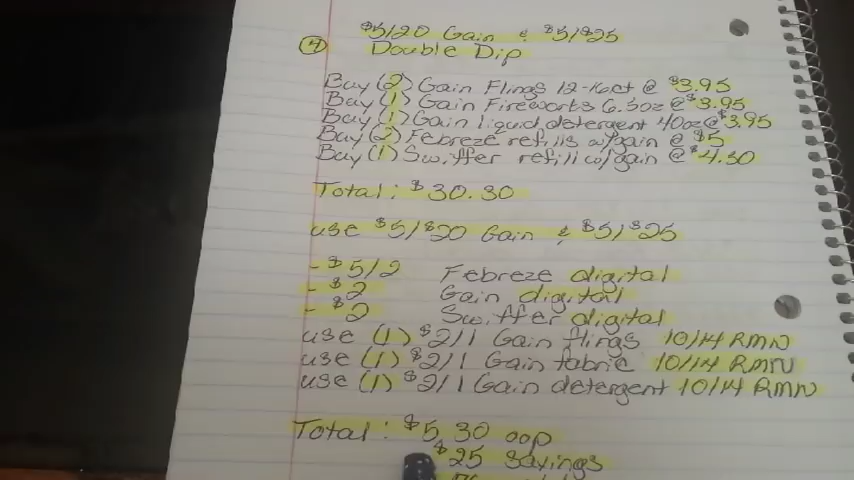 $5/20 Gain & $5/$25
④ Double Dip
Buy (2) Gain Flings 12-16ct @ $3.95
Buy (1) Gain Fireworks 6.5oz @ $3.95
Buy (1) Gain liquid detergent 40oz @ $3.95
Buy (2) Febreze refills w/gain @ $5
Buy (1) Swiffer refill w/gain @ $4.50
Total: $30.30
use $5/$20 Gain & $5/$25
- $5/2 Febreze digital
- $2 Gain digital
- $2 Swiffer digital
use (1) $2/1 Gain flings 10/14 RMN
use (1) $2/1 Gain fabric 10/14 RMN
use (1) $2/1 Gain detergent 10/14 RMN
Total: $5.30 oop
$25 savings